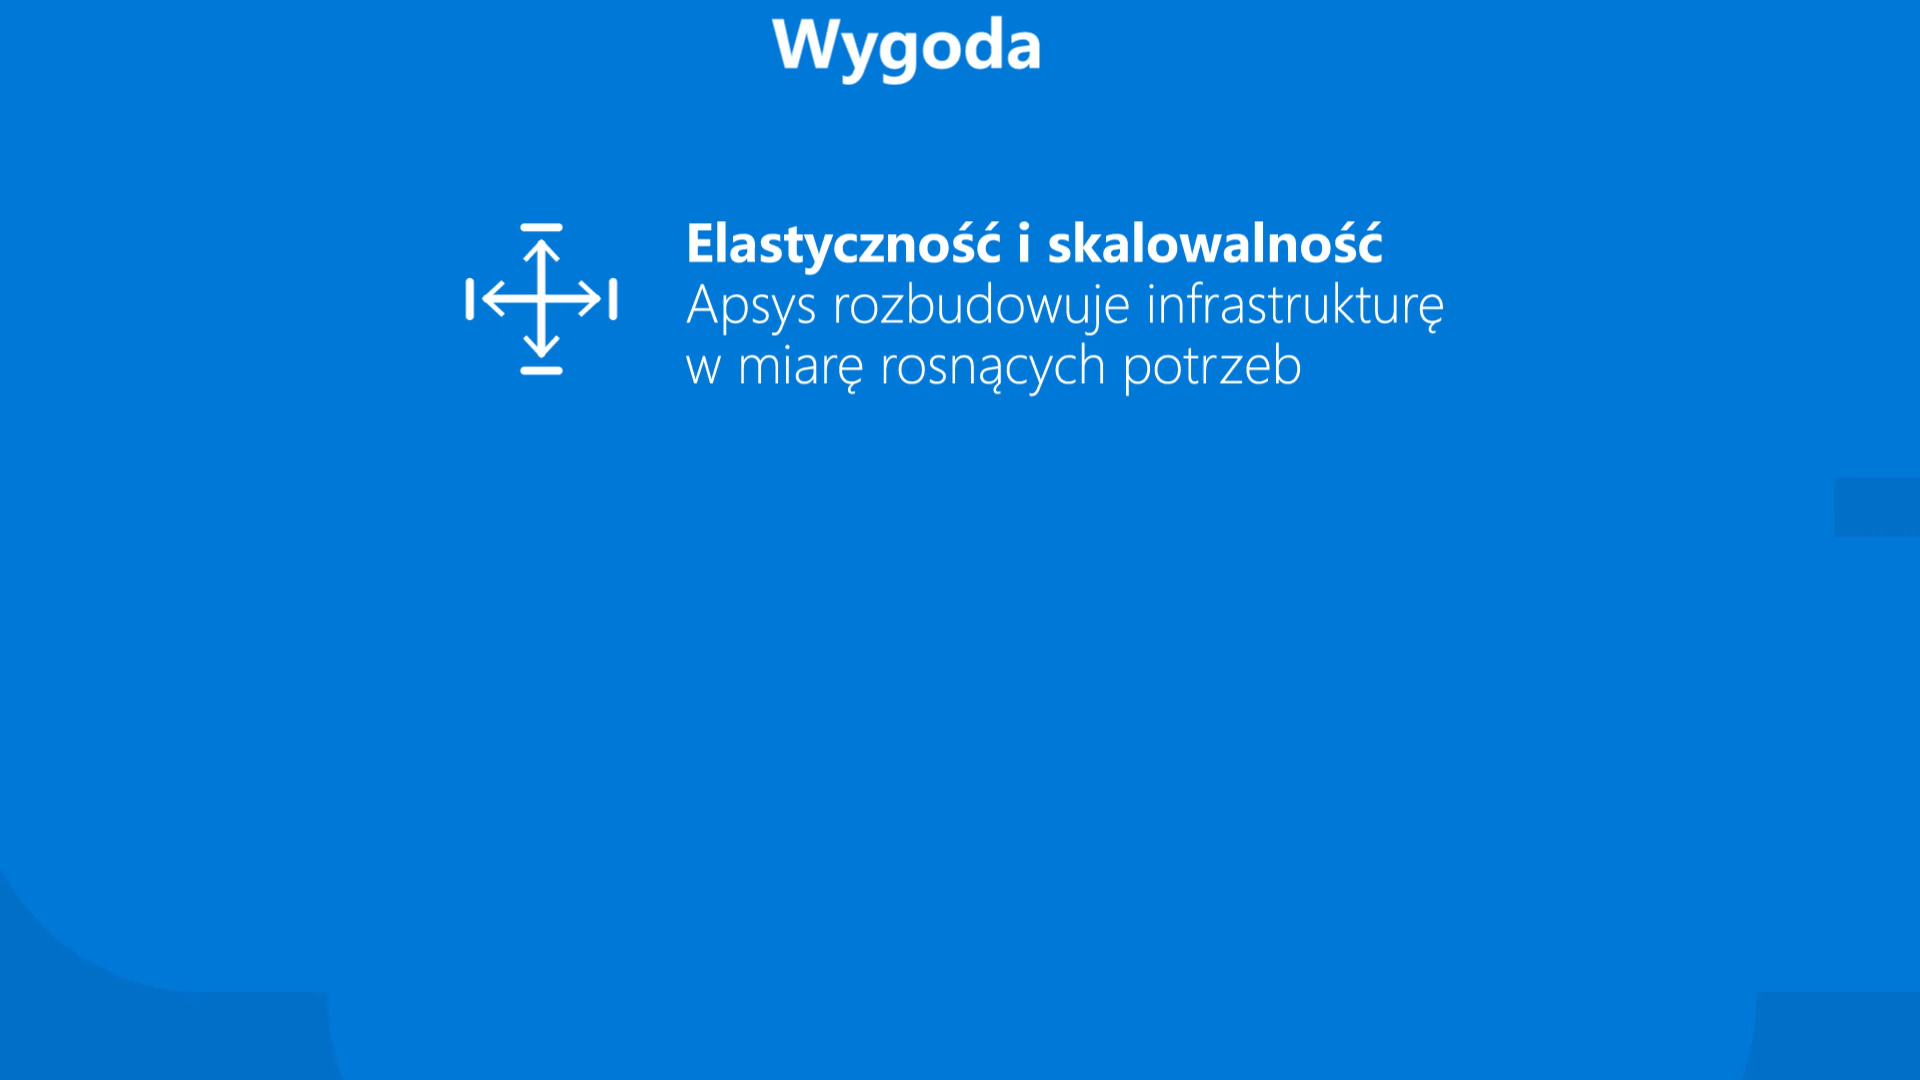 Wygoda
Elastyczność i skalowalność
Apsys rozbudowuje infrastrukturę
w miarę rosnących potrzeb